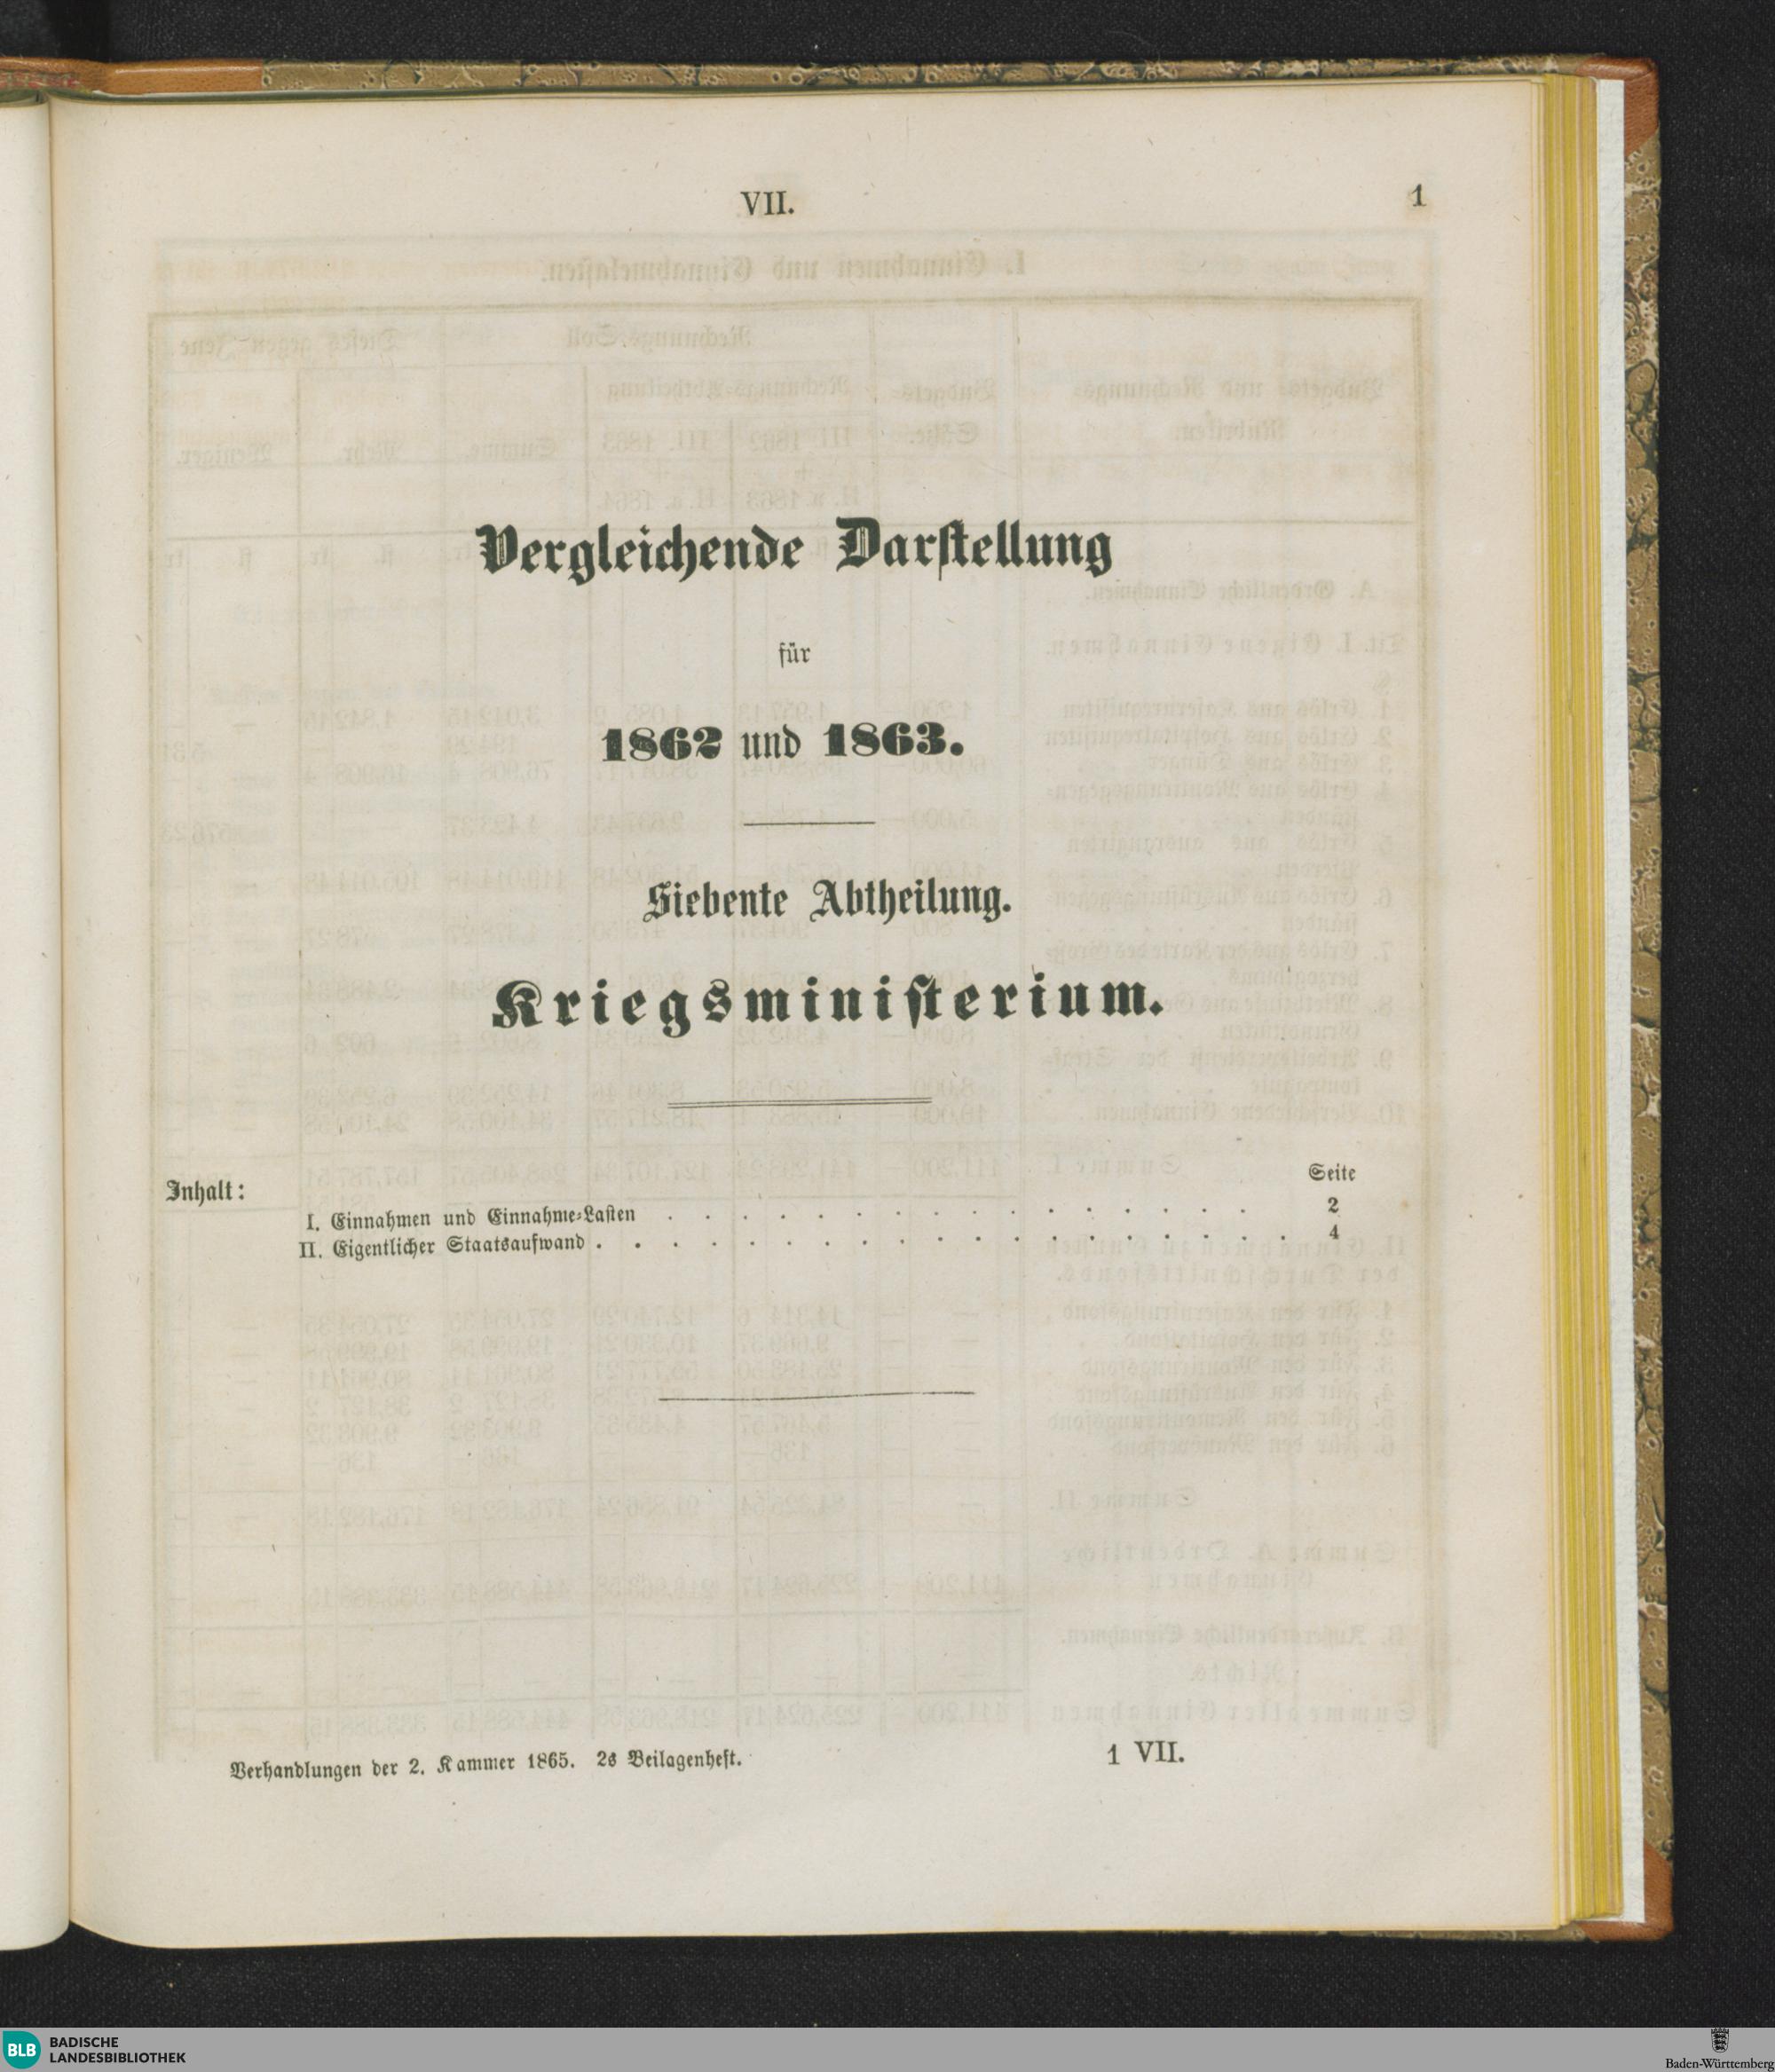 VII. 1
Vergleichende Darſtellung
für
1862 und 1863.
Siebente Abtheilung.
Kriegsminiſterium.
Inhalt: Seite
I. Einnahmen und Einnahme-Laſten . . . . . . . . . . . . . . . . 2
II. Eigentlicher Staatsaufwand . . . . . . . . . . . . . . . . . . . 4
Verhandlungen der 2. Kammer 1865. 2s Beilagenheft. 1 VII.
BLB BADISCHE
LANDESBIBLIOTHEK
Baden-Württemberg